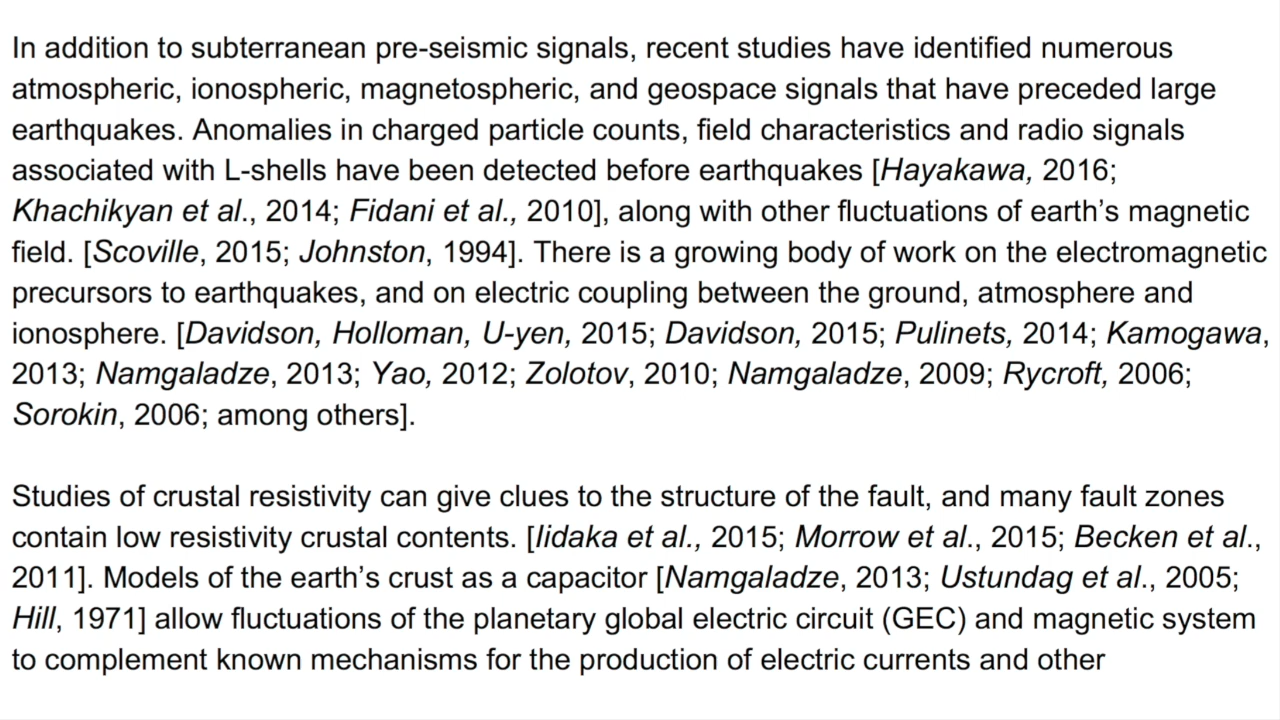 In addition to subterranean pre-seismic signals, recent studies have identified numerous
atmospheric, ionospheric, magnetospheric, and geospace signals that have preceded large
earthquakes. Anomalies in charged particle counts, field characteristics and radio signals
associated with L-shells have been detected before earthquakes [Hayakawa, 2016;
Khachikyan et al., 2014; Fidani et al., 2010], along with other fluctuations of earth's magnetic
field. [Scoville, 2015; Johnston, 1994]. There is a growing body of work on the electromagnetic
precursors to earthquakes, and on electric coupling between the ground, atmosphere and
ionosphere. [Davidson, Holloman, U-yen, 2015; Davidson, 2015; Pulinets, 2014; Kamogawa,
2013; Namgaladze, 2013; Yao, 2012; Zolotov, 2010; Namgaladze, 2009; Rycroft, 2006;
Sorokin, 2006; among others].
Studies of crustal resistivity can give clues to the structure of the fault, and many fault zones
contain low resistivity crustal contents. [Iidaka et al., 2015; Morrow et al., 2015; Becken et al.,
2011]. Models of the earth's crust as a capacitor [Namgaladze, 2013; Ustundag et al., 2005;
Hill, 1971] allow fluctuations of the planetary global electric circuit (GEC) and magnetic system
to complement known mechanisms for the production of electric currents and other